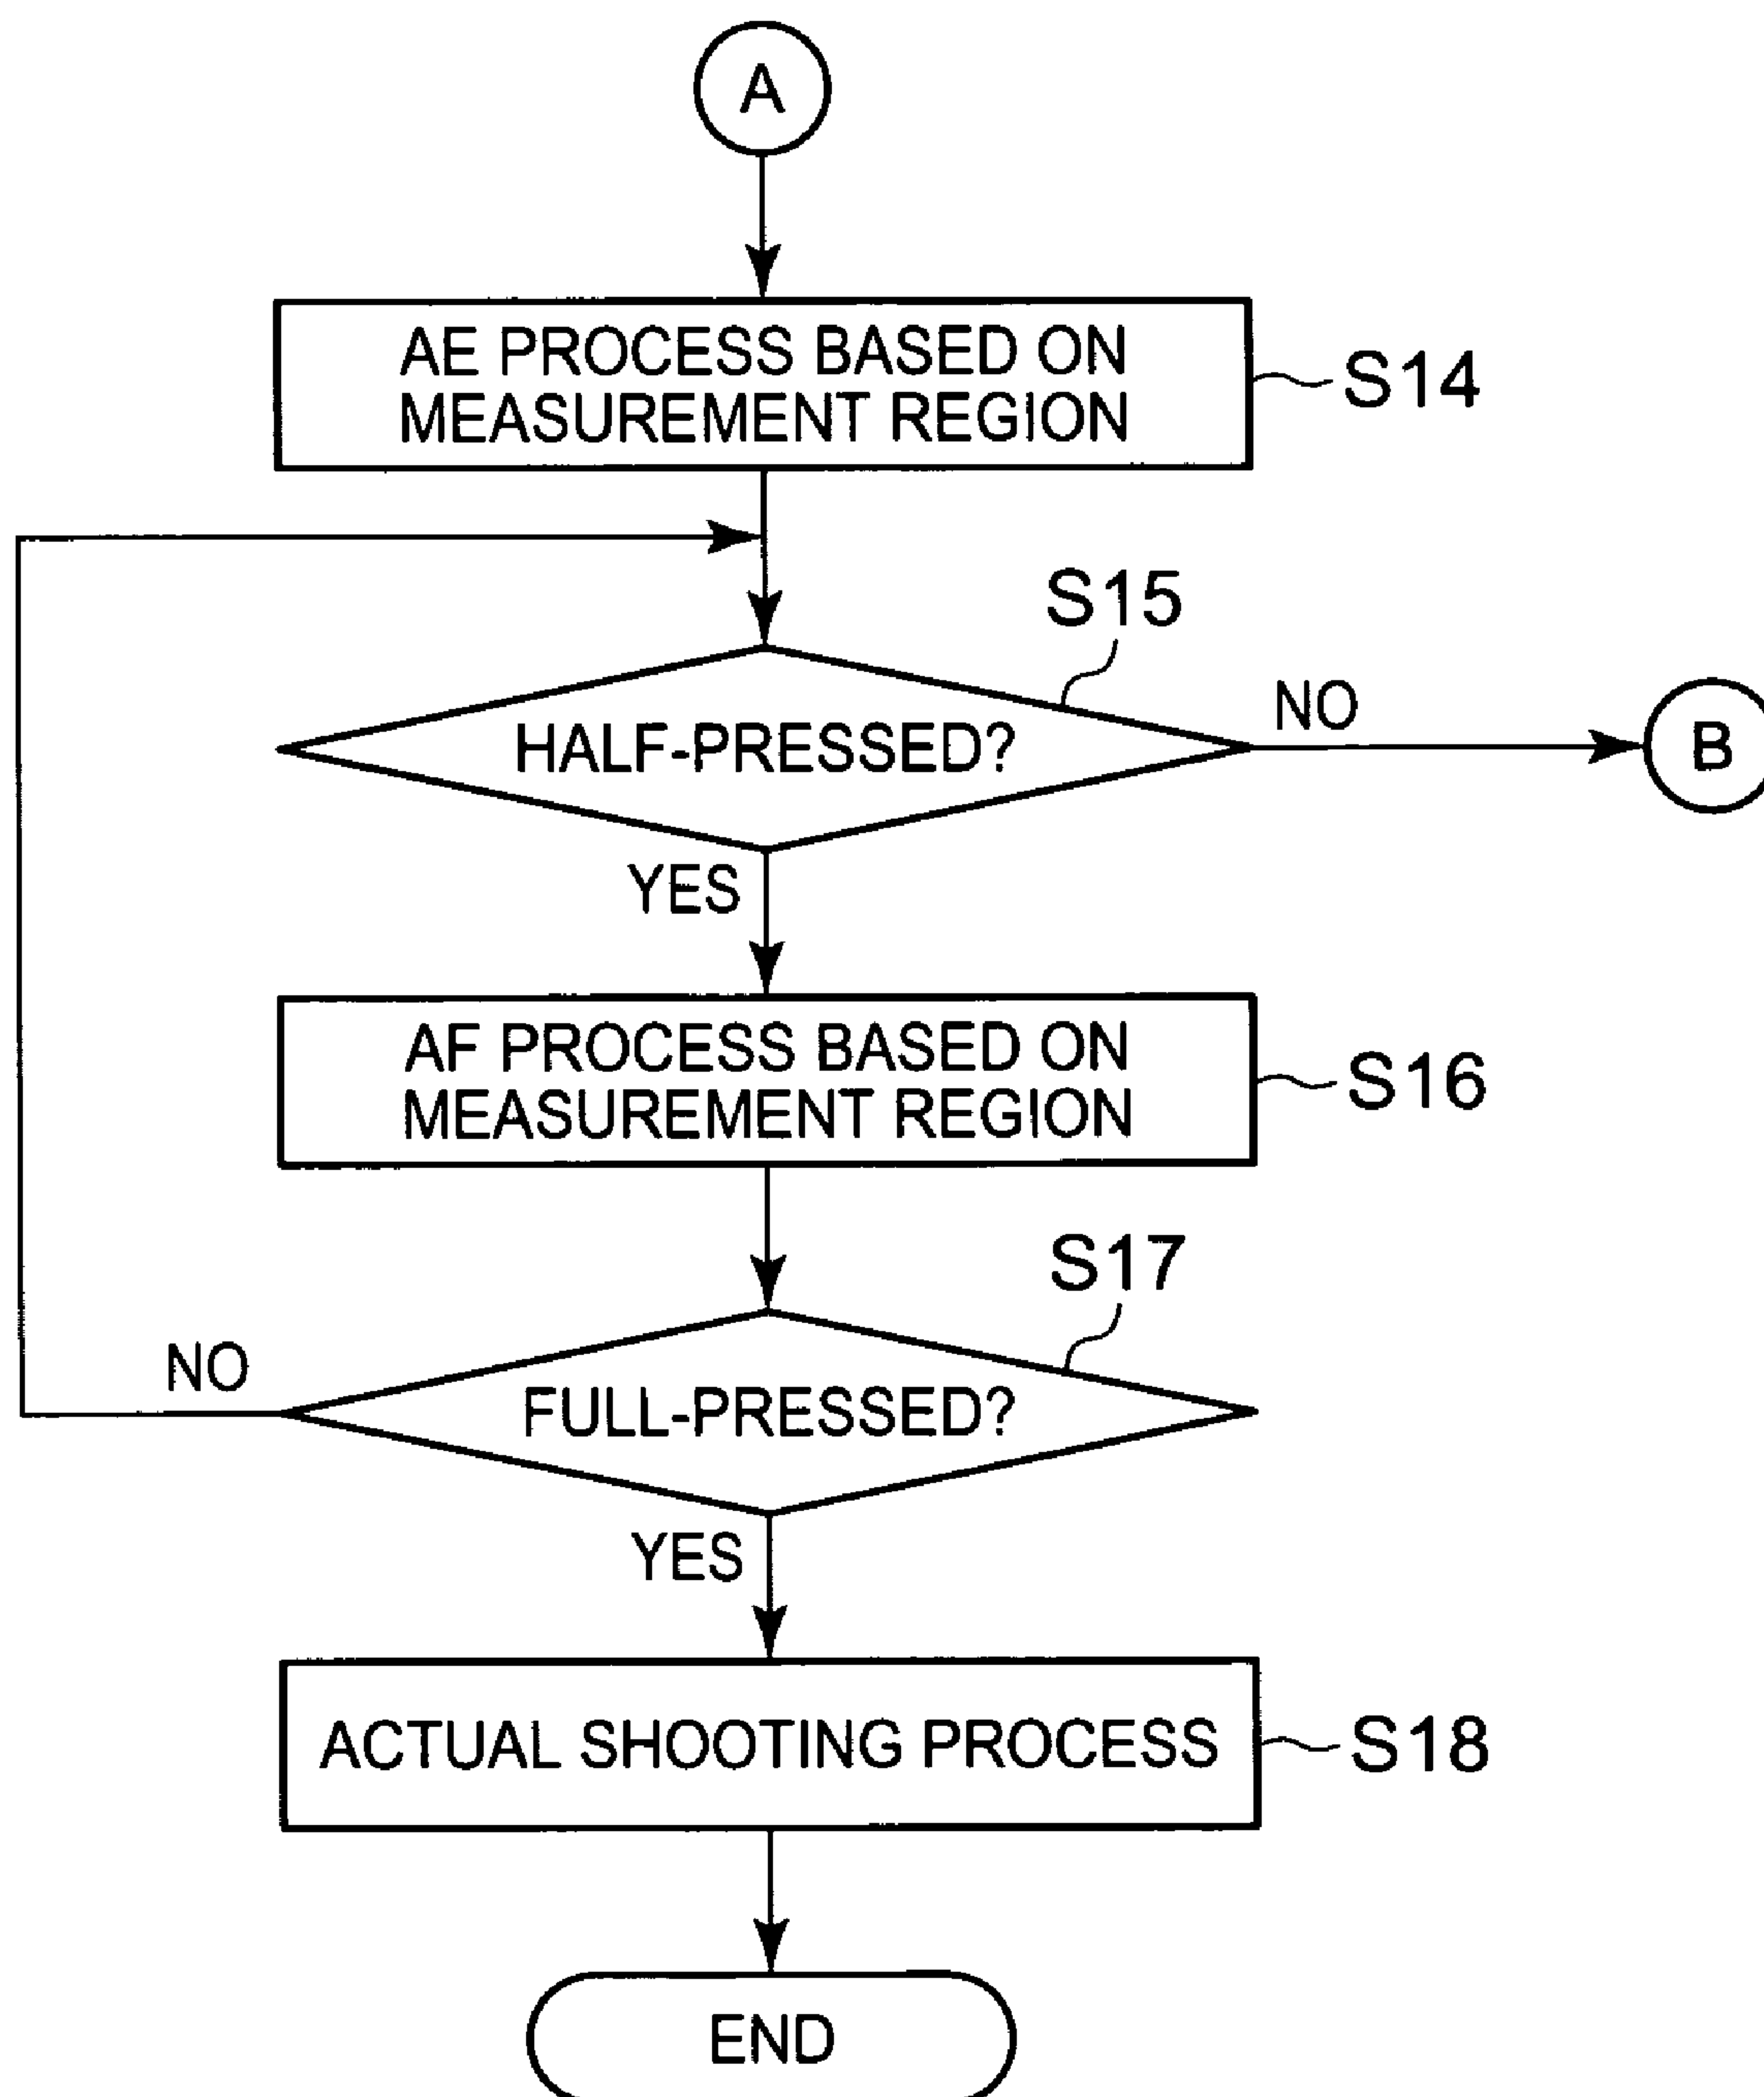 A
AE PROCESS BASED ON
MEASUREMENT REGION
S14
S15
HALF-PRESSED?
NO
B
YES
AF PROCESS BASED ON
MEASUREMENT REGION
S16
S17
NO
FULL-PRESSED?
YES
ACTUAL SHOOTING PROCESS
S18
END